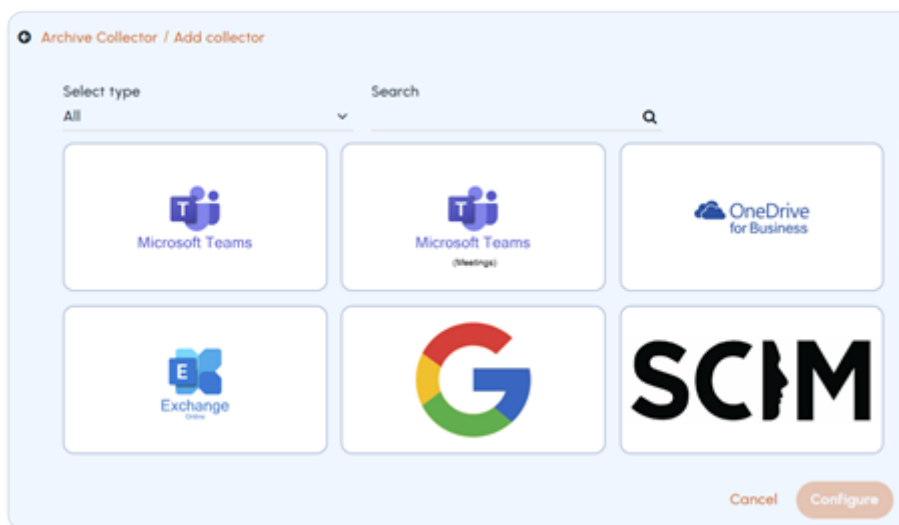 Archive Collector / Add collector
Select type
Search
All
Microsoft Teams
Microsoft Teams
(Meetings)
OneDrive
for Business
Exchange
Online
SCIM
Cancel
Configure